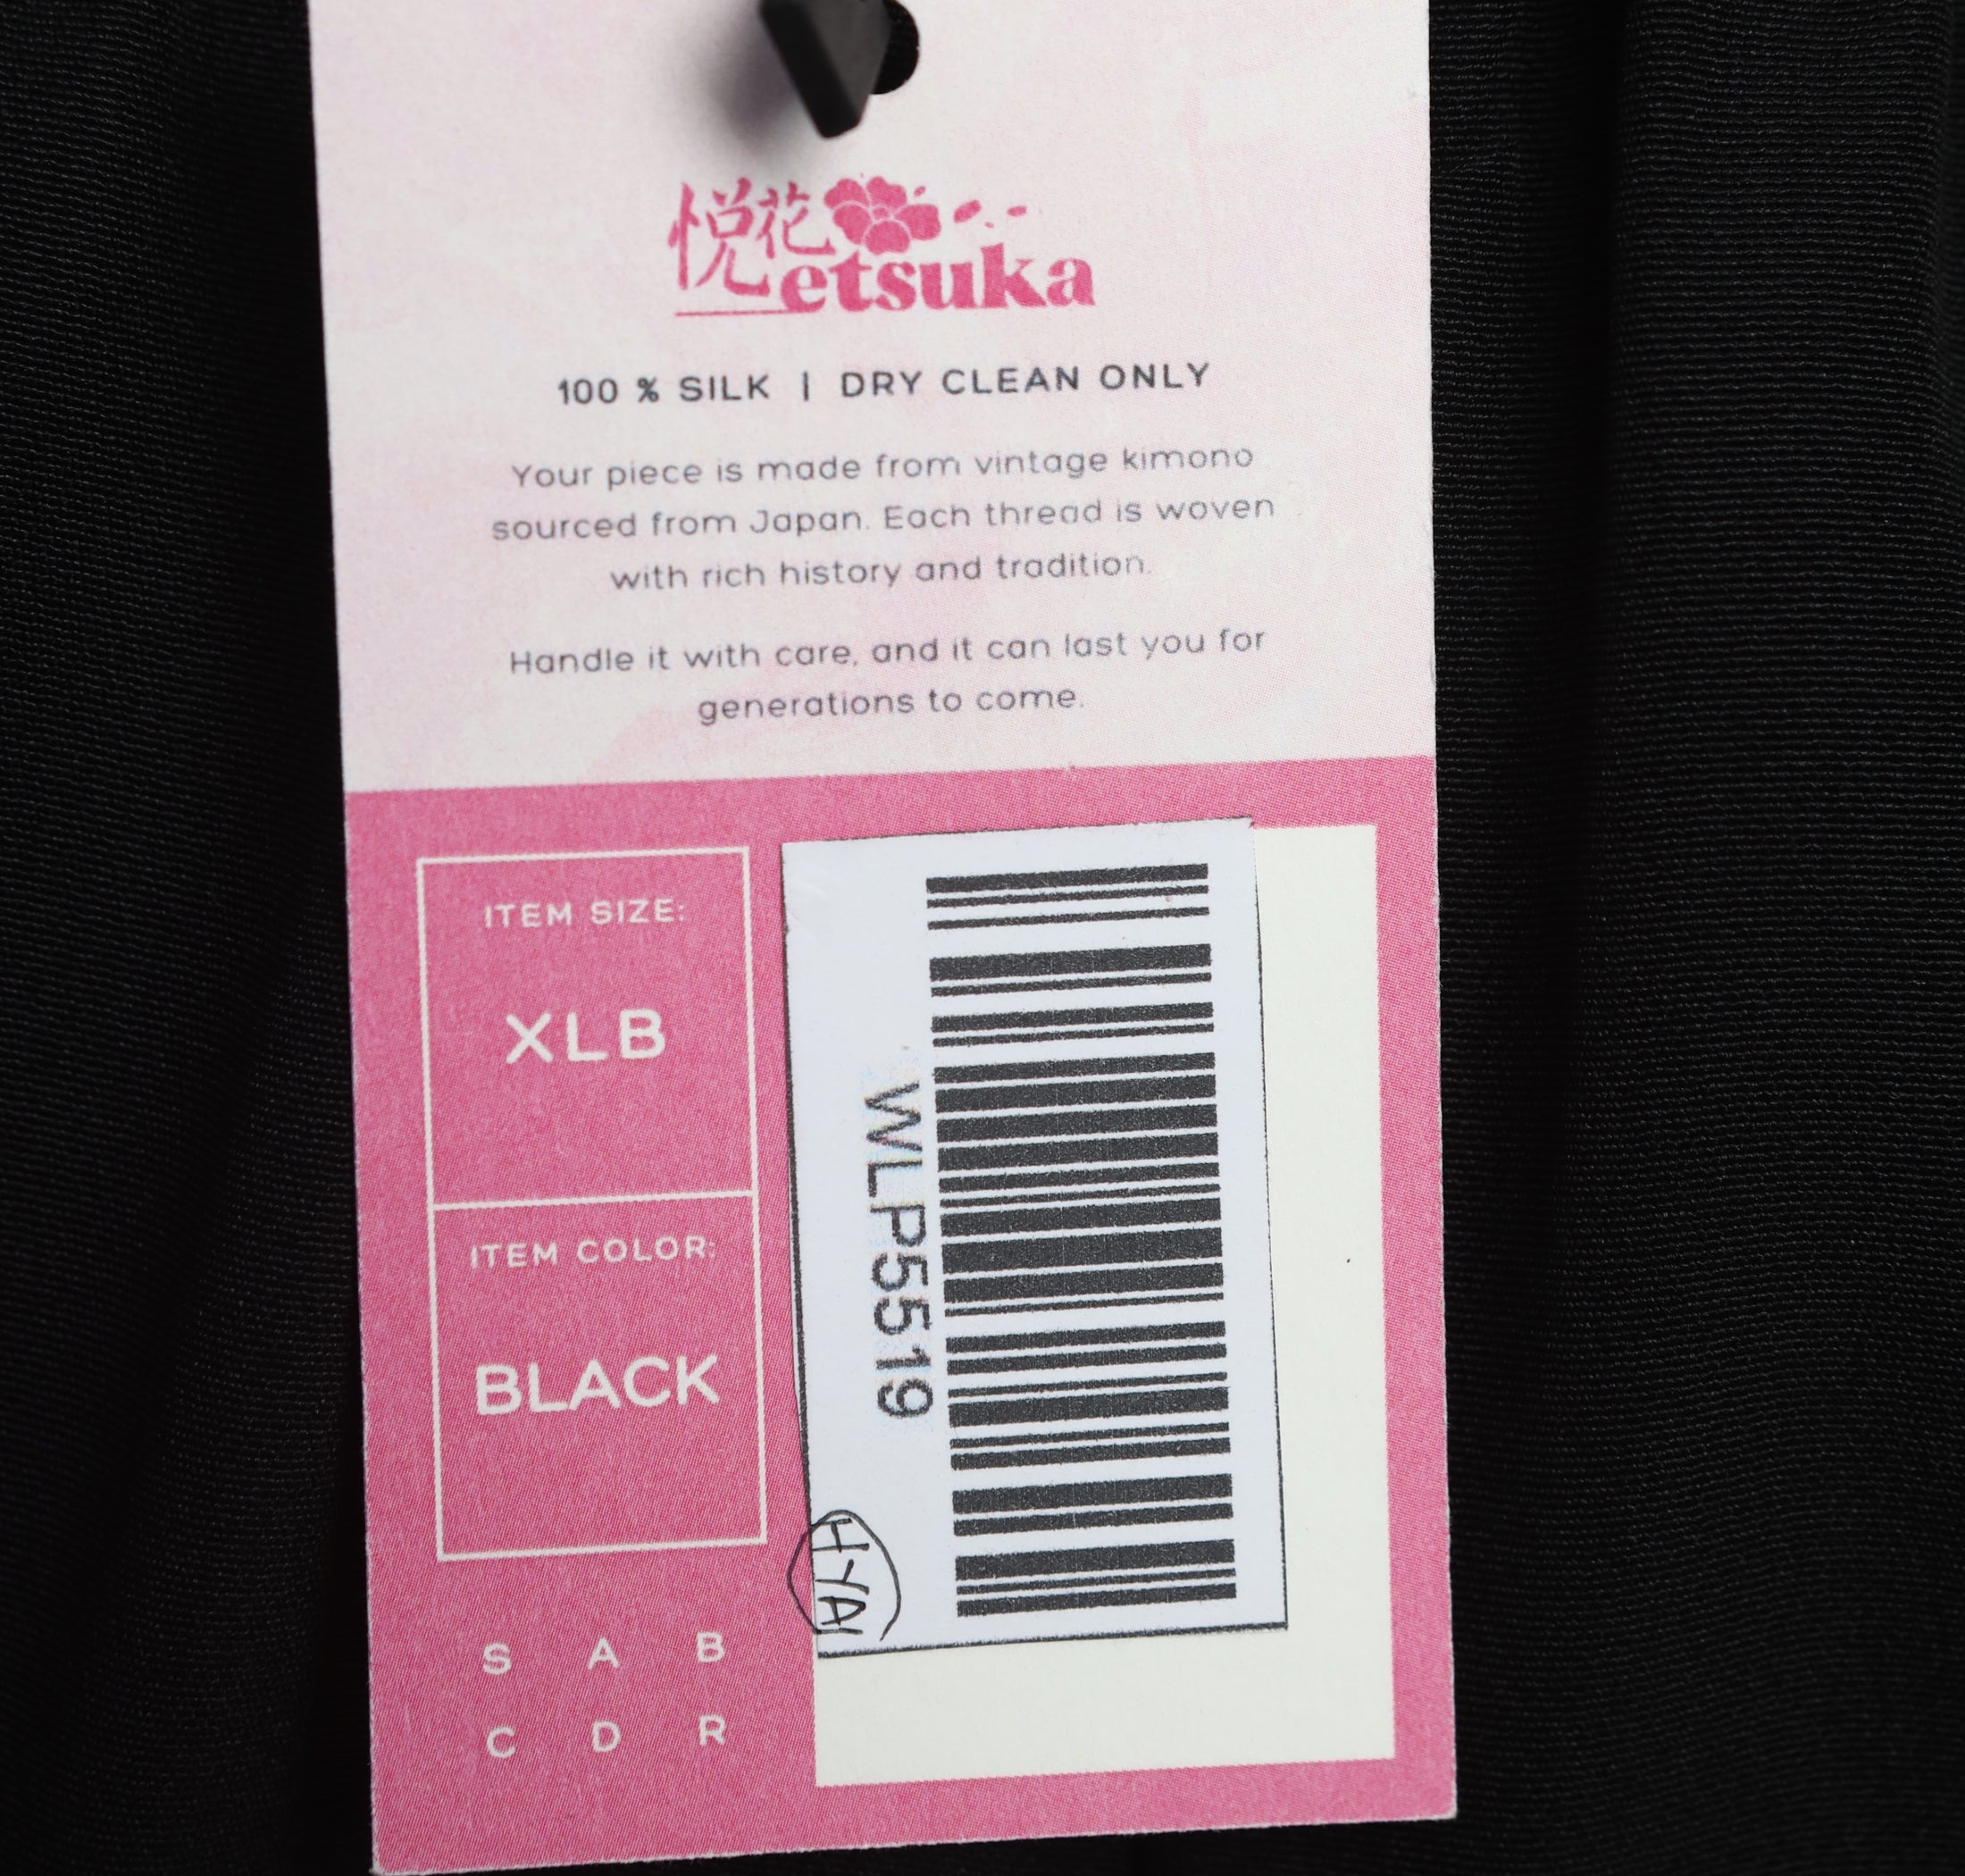 悦花
etsuka
100 % SILK | DRY CLEAN ONLY
Your piece is made from vintage kimono
sourced from Japan. Each thread is woven
with rich history and tradition.
Handle it with care, and it can last you for
generations to come.
ITEM SIZE:
XLB
ITEM COLOR:
BLACK
S A B
C D R
WLP5519
HYA